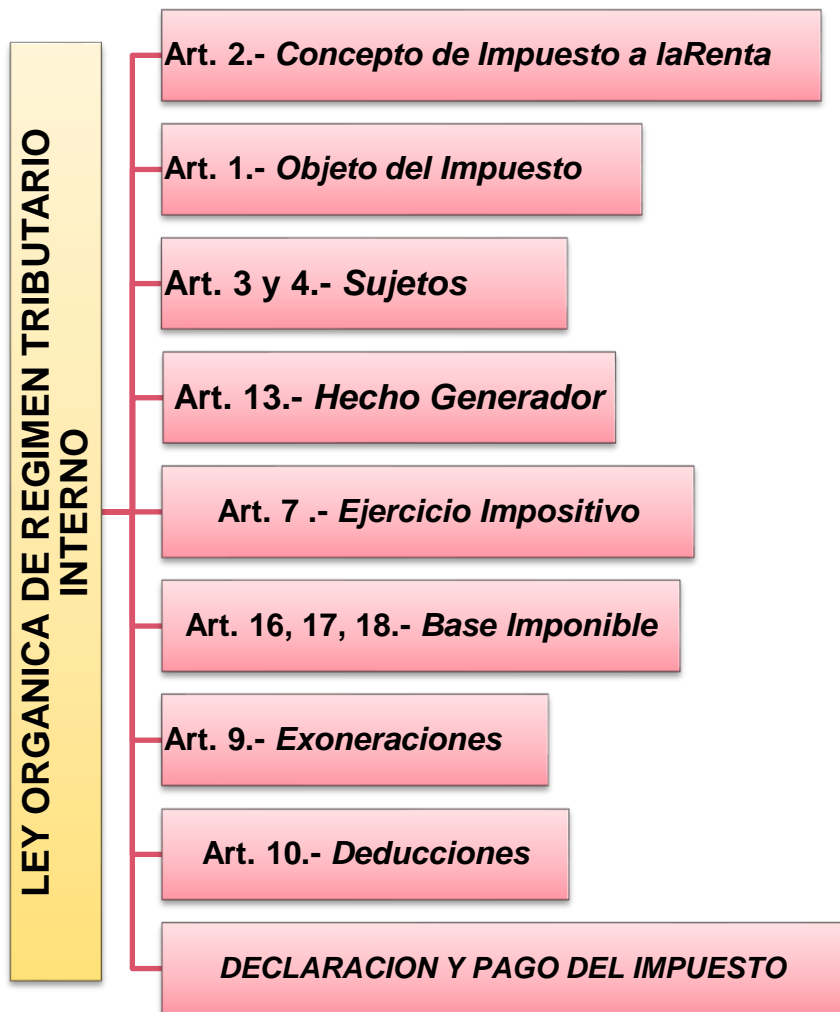 LEY ORGANICA DE REGIMEN TRIBUTARIO
INTERNO
Art. 2.- Concepto de Impuesto a laRenta
Art. 1.- Objeto del Impuesto
Art. 3 y 4.- Sujetos
Art. 13.- Hecho Generador
Art. 7 .- Ejercicio Impositivo
Art. 16, 17, 18.- Base Imponible
Art. 9.- Exoneraciones
Art. 10.- Deducciones
DECLARACION Y PAGO DEL IMPUESTO